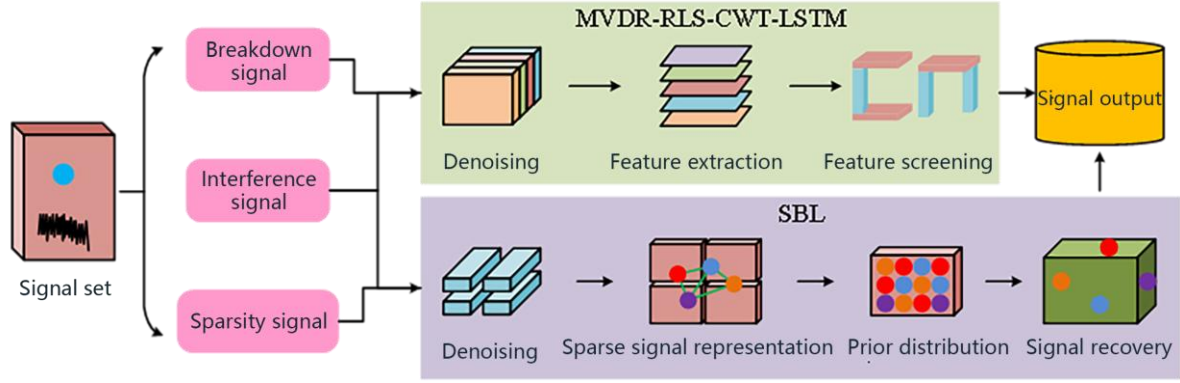 Signal set
Breakdown
signal
Interference
signal
Sparsity signal
MVDR-RLS-CWT-LSTM
Denoising
Feature extraction
Feature screening
Signal output
SBL
Denoising
Sparse signal representation
Prior distribution
Signal recovery